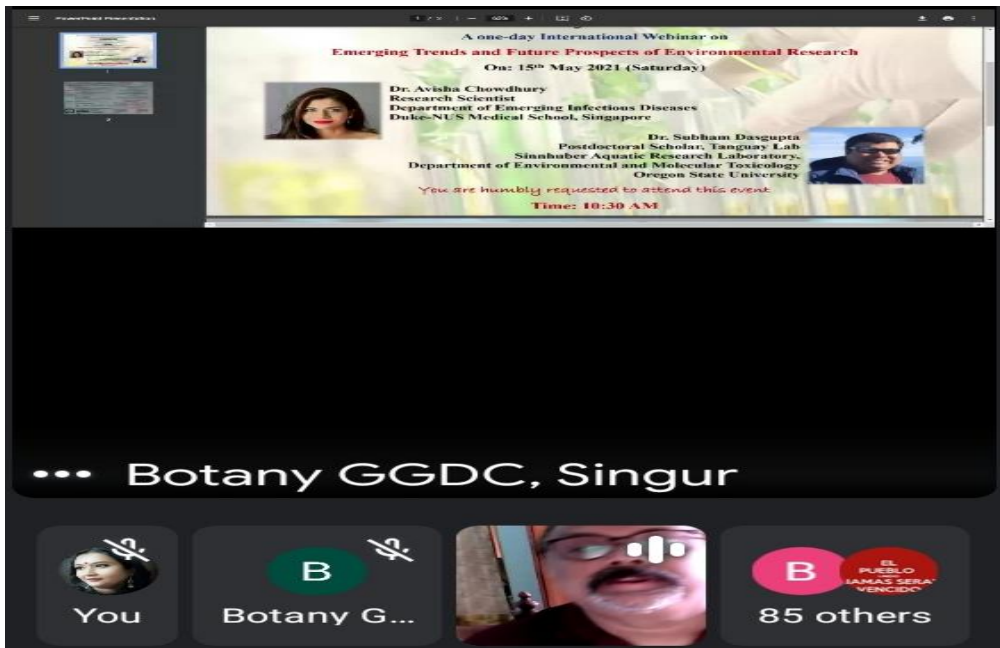 A one-day International Webinar on
Emerging Trends and Future Prospects of Environmental Research
On: 15th May 2021 (Saturday)
Dr. Avisha Chowdhury
Research Scientist
Department of Emerging Infectious Diseases
Duke-NUS Medical School, Singapore
Dr. Subham Dasgupta
Postdoctoral Scholar, Tanguay Lab
Sinnhuber Aquatic Research Laboratory,
Department of Environmental and Molecular Toxicology
Oregon State University
You are humbly requested to attend this event
Time: 10:30 AM
Botany GGDC, Singur
You
B
Botany G...
B
EL
PUEBLO
JAMAS SERA'
VENCIDO
85 others